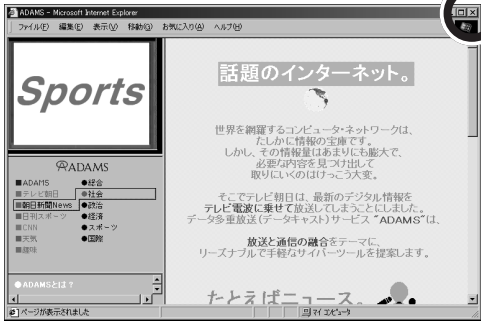 ADAMS - Microsoft Internet Explorer
ファイル(F) 編集(E) 表示(V) 移動(G) お気に入り(A) ヘルプ(H)
Sports
ADAMS
■ADAMS ●総合
■テレビ朝日 ●社会
■朝日新聞News ●政治
■日刊スポーツ ●経済
■CNN ●スポーツ
■天気 ●国際
■趣味
●ADAMSとは？
話題のインターネット。
世界を網羅するコンピュータ・ネットワークは、
たしかに情報の宝庫です。
しかし、その情報量はあまりにも膨大で、
必要な内容を見つけ出して
取りにいくのはけっこう大変。
そこでテレビ朝日は、最新のデジタル情報を
テレビ電波に乗せて放送してしまうことにしました。
データ多重放送(データキャスト)サービス "ADAMS"は、
放送と通信の融合をテーマに、
リーズナブルで手軽なサイバーツールを提案します。
たとえばニュース。
ページが表示されました
マイ コンピュータ